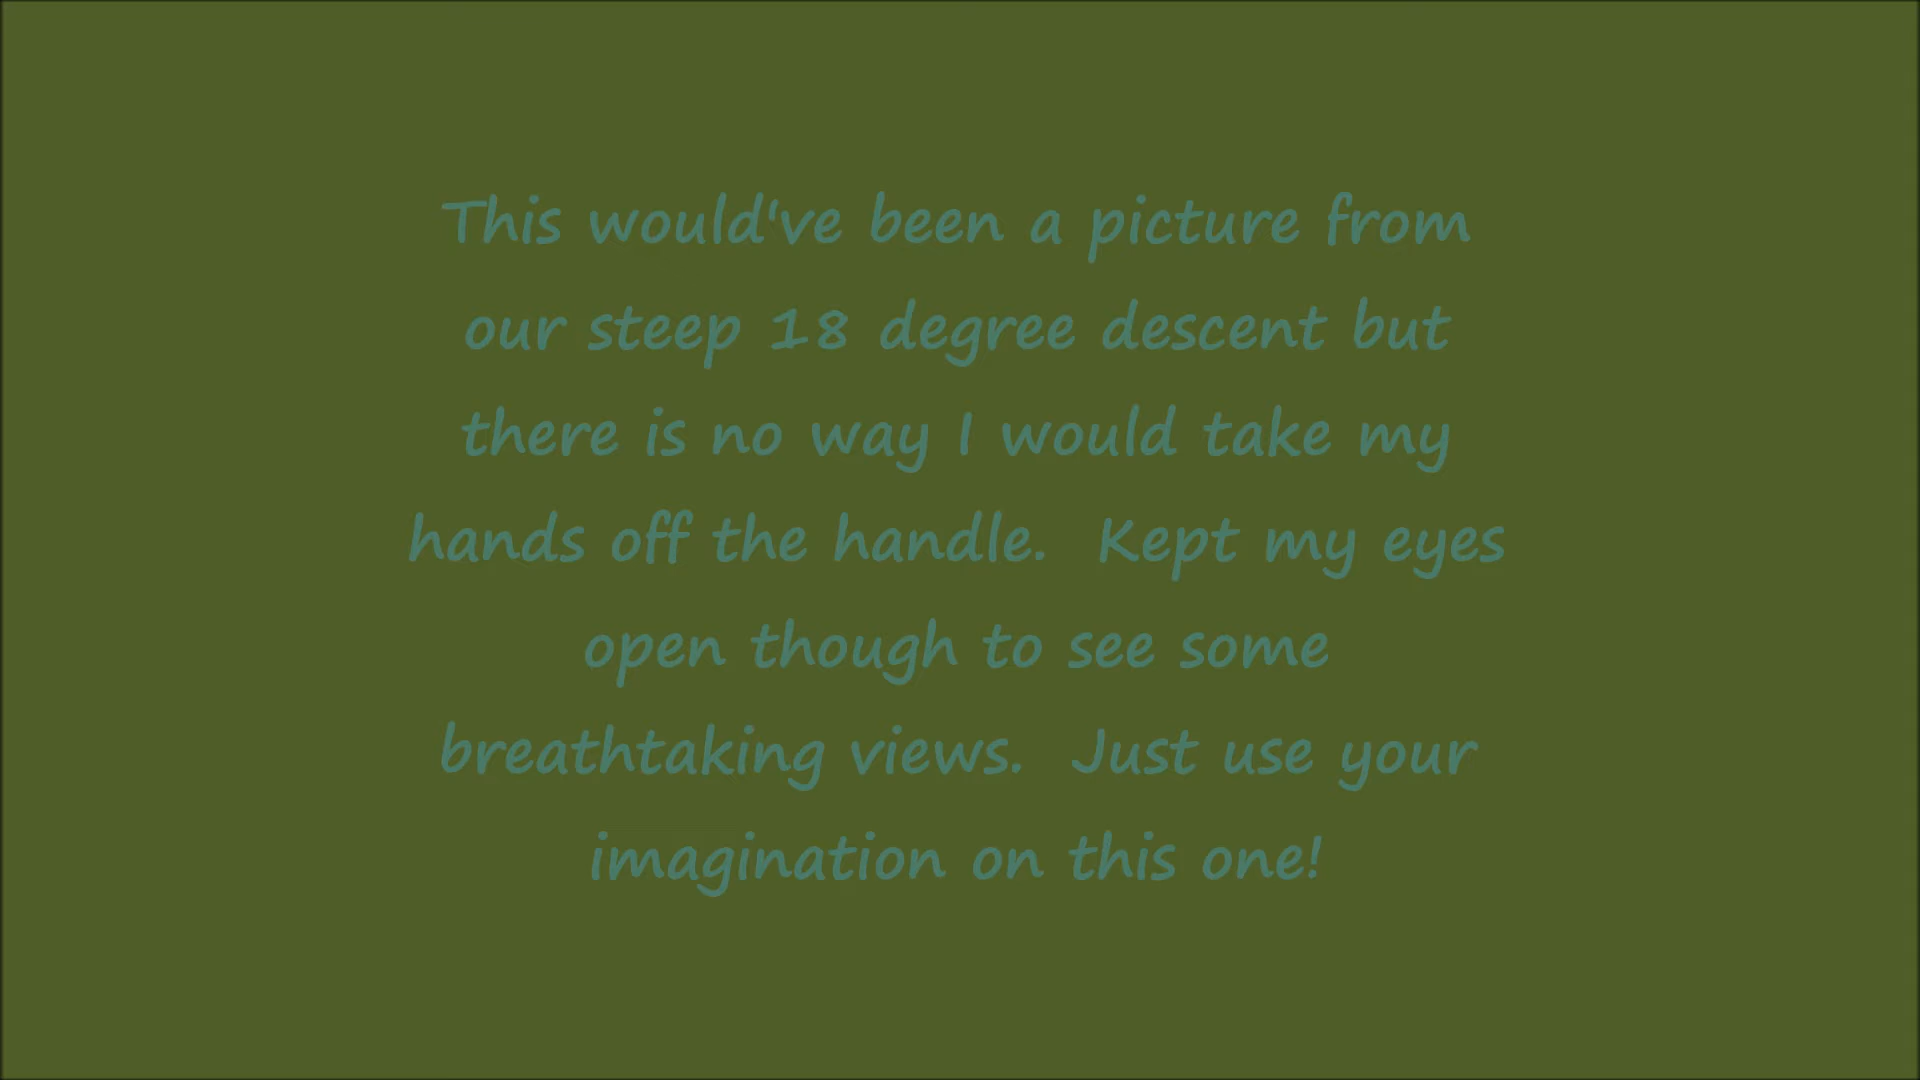 This would've been a picture from
our steep 18 degree descent but
there is no way I would take my
hands off the handle.  Kept my eyes
open though to see some
breathtaking views.  Just use your
imagination on this one!